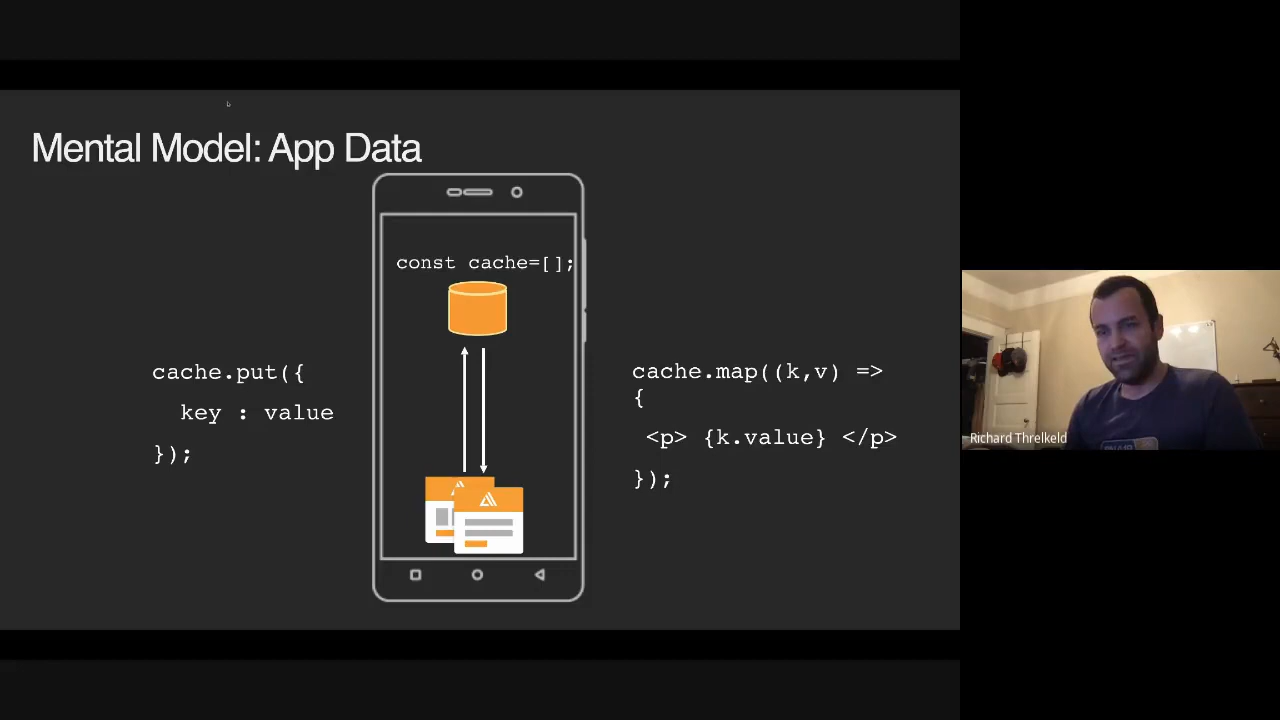 Mental Model: App Data
const cache=[];
cache.put({
key : value
});
cache.map((k,v) =>
{
<p> {k.value} </p>
});
Richard Threlkeld